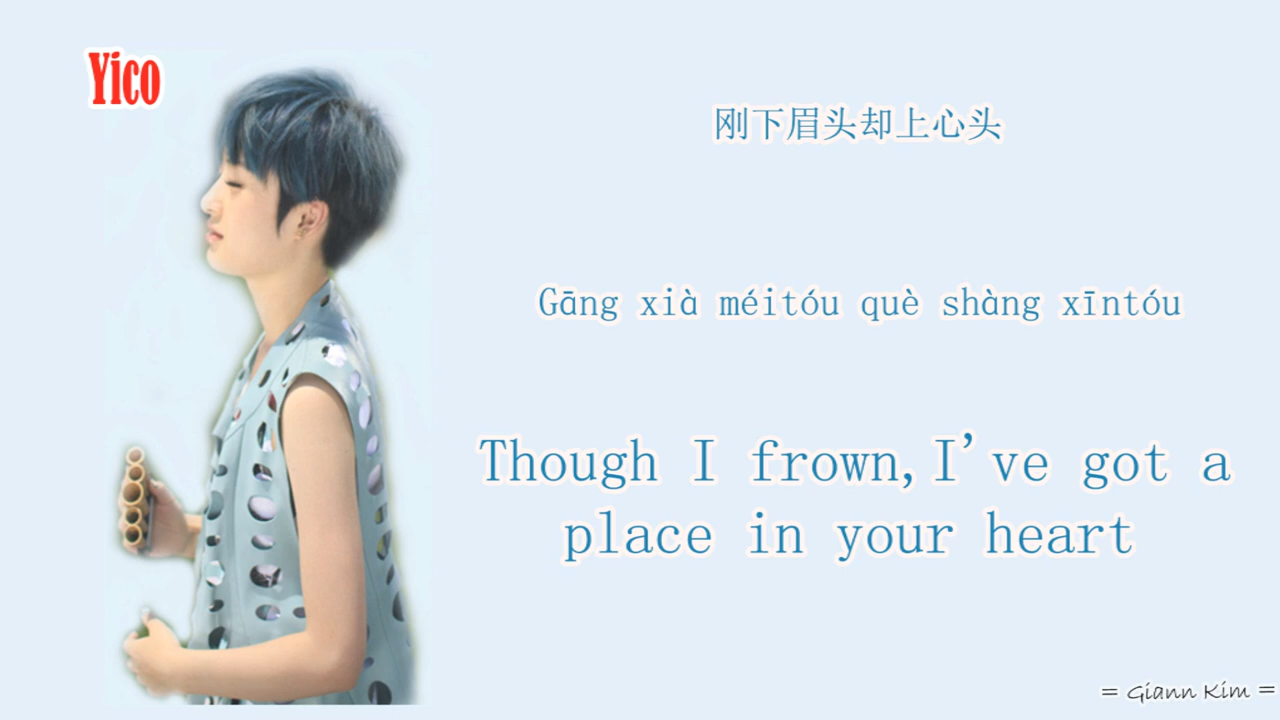 Yico
刚下眉头却上心头
Gāng xià méitóu què shàng xīntóu
Though I frown,I've got a
place in your heart
= Giann Kim =